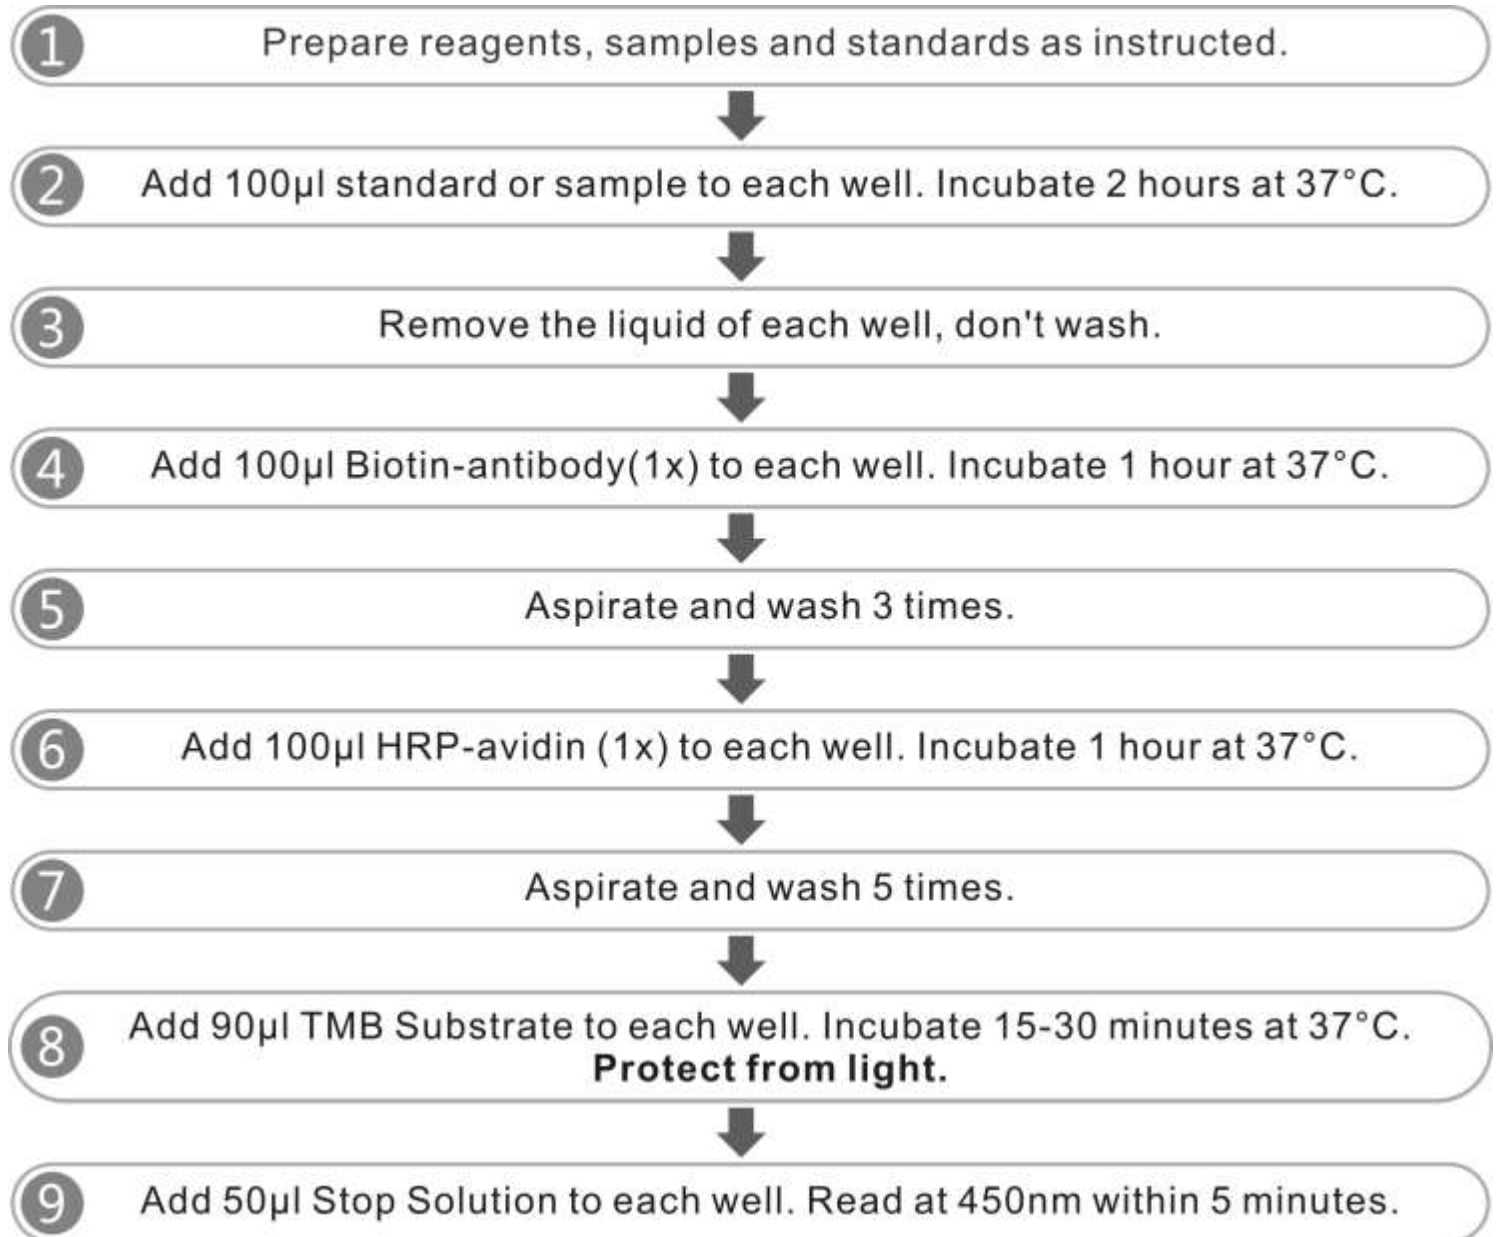 1 Prepare reagents, samples and standards as instructed.
2 Add 100µl standard or sample to each well. Incubate 2 hours at 37°C.
3 Remove the liquid of each well, don't wash.
4 Add 100µl Biotin-antibody(1x) to each well. Incubate 1 hour at 37°C.
5 Aspirate and wash 3 times.
6 Add 100µl HRP-avidin (1x) to each well. Incubate 1 hour at 37°C.
7 Aspirate and wash 5 times.
8 Add 90µl TMB Substrate to each well. Incubate 15-30 minutes at 37°C.
Protect from light.
9 Add 50µl Stop Solution to each well. Read at 450nm within 5 minutes.